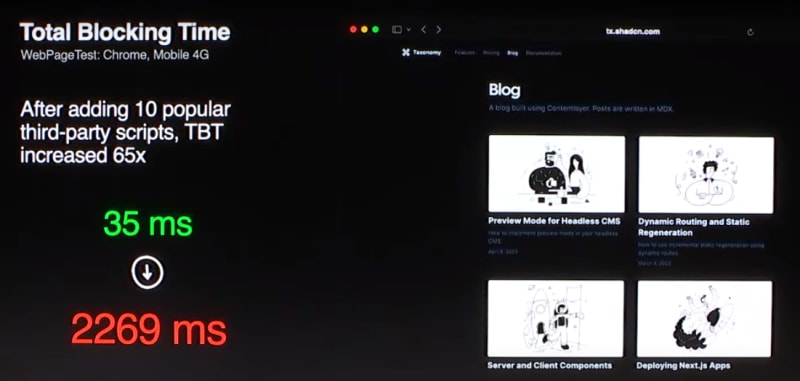 Total Blocking Time
WebPageTest: Chrome, Mobile 4G
After adding 10 popular
third-party scripts, TBT
increased 65x
35 ms
2269 ms
tx.shadcn.com
Taxonomy Features Pricing Blog Documentation
Blog
A blog built using Contentlayer. Posts are written in MDX.
Preview Mode for Headless CMS
How to implement preview mode in your headless
CMS
April 9, 2023
Dynamic Routing and Static
Regeneration
How to use incremental static regeneration using
dynamic routes
March 4, 2023
Server and Client Components
Deploying Next.js Apps